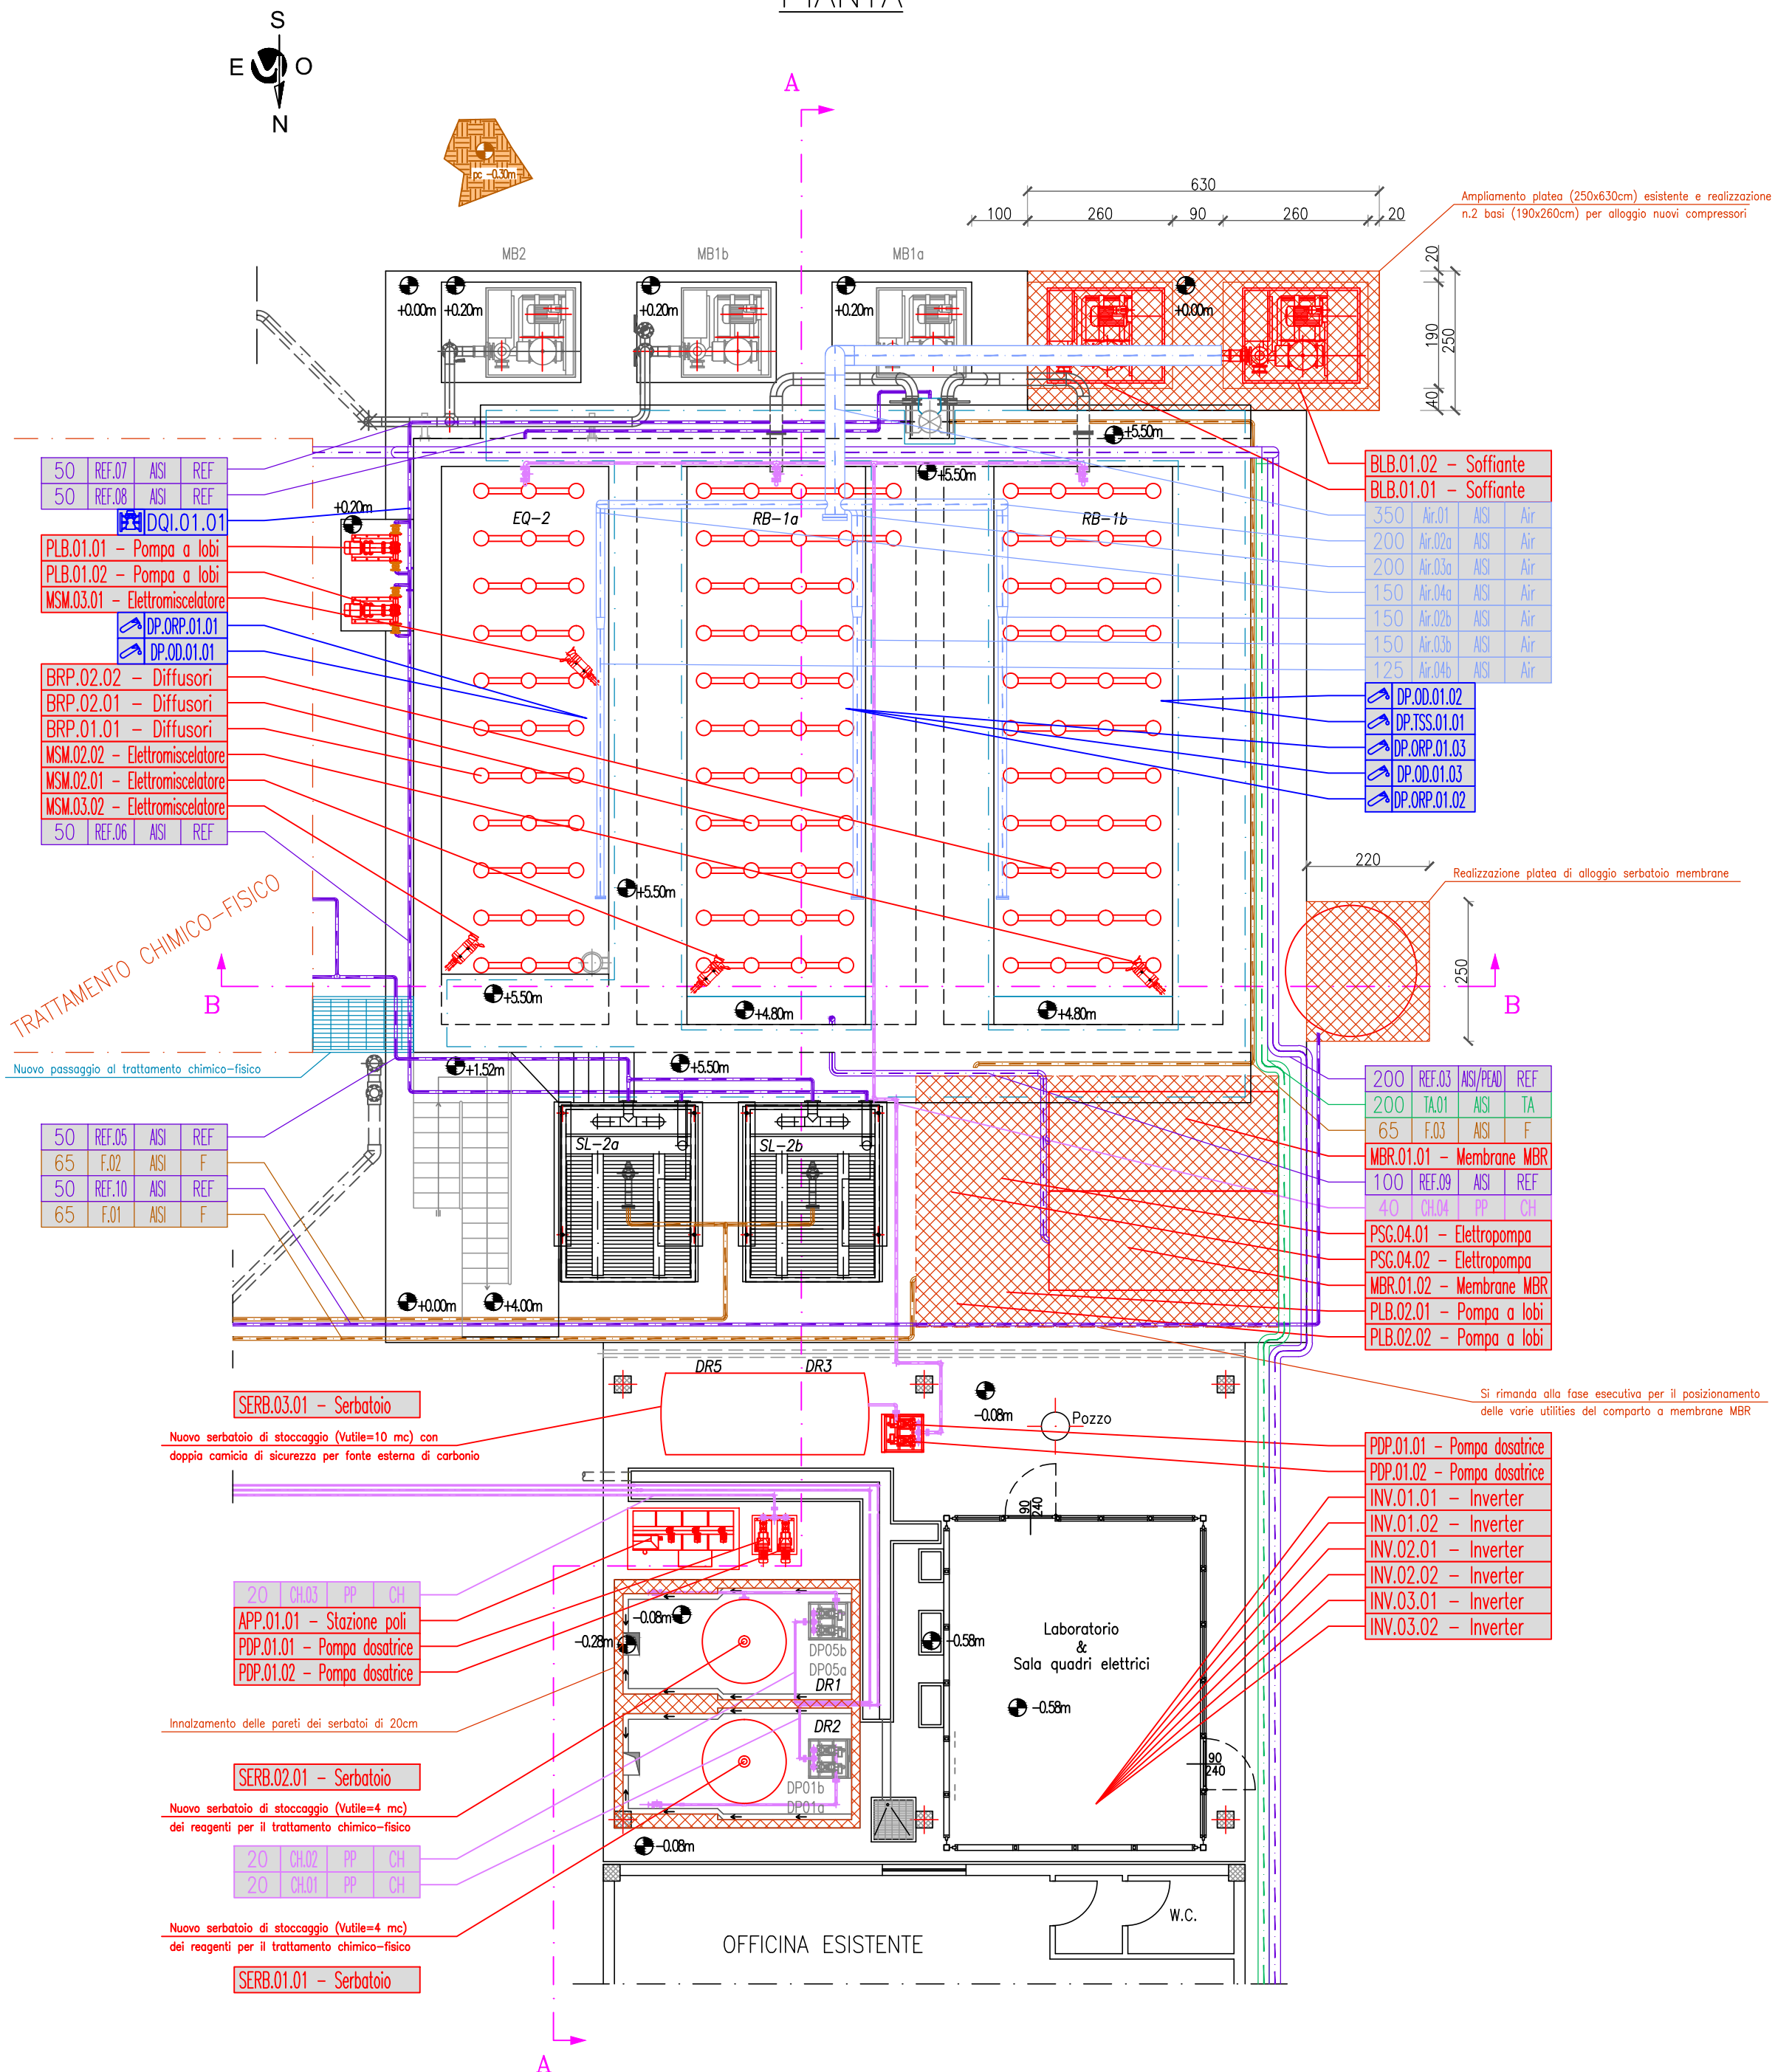 PIANTA
S
E O
N
A
pc -0.30m
630
100 260 90 260 20
Ampliamento platea (250x630cm) esistente e realizzazione
n.2 basi (190x260cm) per alloggio nuovi compressori
MB2 MB1b MB1a
20
190
250
40
+0.00m +0.20m +0.20m +0.20m +0.00m
+5.50m
50 REF.07 AISI REF
50 REF.08 AISI REF
DQI.01.01
PLB.01.01 - Pompa a lobi
PLB.01.02 - Pompa a lobi
MSM.03.01 - Elettromiscelatore
DP.ORP.01.01
DP.OD.01.01
BRP.02.02 - Diffusori
BRP.02.01 - Diffusori
BRP.01.01 - Diffusori
MSM.02.02 - Elettromiscelatore
MSM.02.01 - Elettromiscelatore
MSM.03.02 - Elettromiscelatore
50 REF.06 AISI REF
+0.20m
+5.50m
EQ-2 RB-1a RB-1b
BLB.01.02 - Soffiante
BLB.01.01 - Soffiante
350 Air.01 AISI Air
200 Air.02a AISI Air
200 Air.03a AISI Air
150 Air.04a AISI Air
150 Air.02b AISI Air
150 Air.03b AISI Air
125 Air.04b AISI Air
DP.OD.01.02
DP.TSS.01.01
DP.ORP.01.03
DP.OD.01.03
DP.ORP.01.02
220
Realizzazione platea di alloggio serbatoio membrane
250
+5.50m
TRATTAMENTO CHIMICO-FISICO
B
+5.50m +4.80m +4.80m
B
Nuovo passaggio al trattamento chimico-fisico
+1.52m +5.50m
50 REF.05 AISI REF
65 F.02 AISI F
50 REF.10 AISI REF
65 F.01 AISI F
SL-2a SL-2b
200 REF.03 AISI/PEAD REF
200 TA.01 AISI TA
65 F.03 AISI F
MBR.01.01 - Membrane MBR
100 REF.09 AISI REF
40 CH.04 PP CH
PSG.04.01 - Elettropompa
PSG.04.02 - Elettropompa
MBR.01.02 - Membrane MBR
PLB.02.01 - Pompa a lobi
PLB.02.02 - Pompa a lobi
+0.00m +4.00m
DR5 DR3
-0.08m
Pozzo
Si rimanda alla fase esecutiva per il posizionamento
delle varie utilities del comparto a membrane MBR
SERB.03.01 - Serbatoio
Nuovo serbatoio di stoccaggio (Vutile=10 mc) con
doppia camicia di sicurezza per fonte esterna di carbonio
PDP.01.01 - Pompa dosatrice
PDP.01.02 - Pompa dosatrice
INV.01.01 - Inverter
INV.01.02 - Inverter
INV.02.01 - Inverter
INV.02.02 - Inverter
INV.03.01 - Inverter
INV.03.02 - Inverter
90
240
20 CH.03 PP CH
APP.01.01 - Stazione poli
PDP.01.01 - Pompa dosatrice
PDP.01.02 - Pompa dosatrice
-0.08m
-0.28m
DP05b
DP05a
DR1
-0.58m
Laboratorio
&
Sala quadri elettrici
-0.58m
Innalzamento delle pareti dei serbatoi di 20cm
DR2
DP01b
DP01a
90
240
SERB.02.01 - Serbatoio
Nuovo serbatoio di stoccaggio (Vutile=4 mc)
dei reagenti per il trattamento chimico-fisico
-0.08m
20 CH.02 PP CH
20 CH.01 PP CH
Nuovo serbatoio di stoccaggio (Vutile=4 mc)
dei reagenti per il trattamento chimico-fisico
W.C.
OFFICINA ESISTENTE
SERB.01.01 - Serbatoio
A